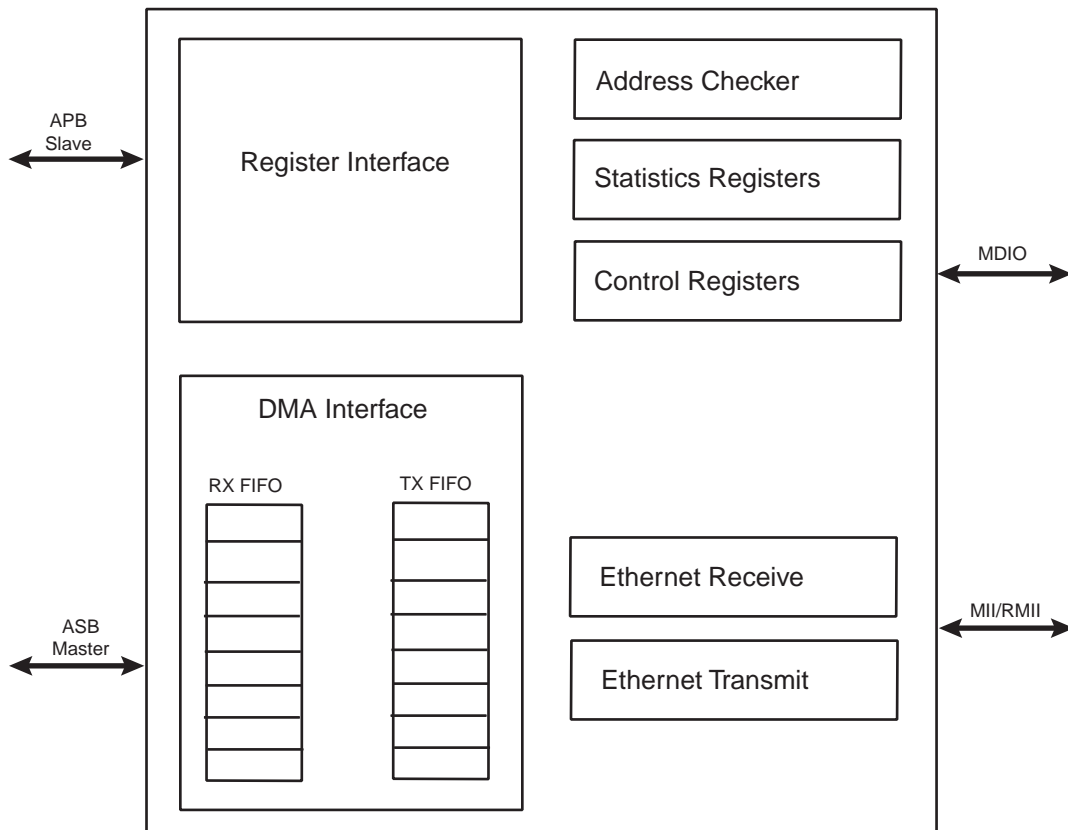 APB
Slave
Register Interface
Address Checker
Statistics Registers
Control Registers
MDIO
DMA Interface
RX FIFO
TX FIFO
ASB
Master
Ethernet Receive
Ethernet Transmit
MII/RMII